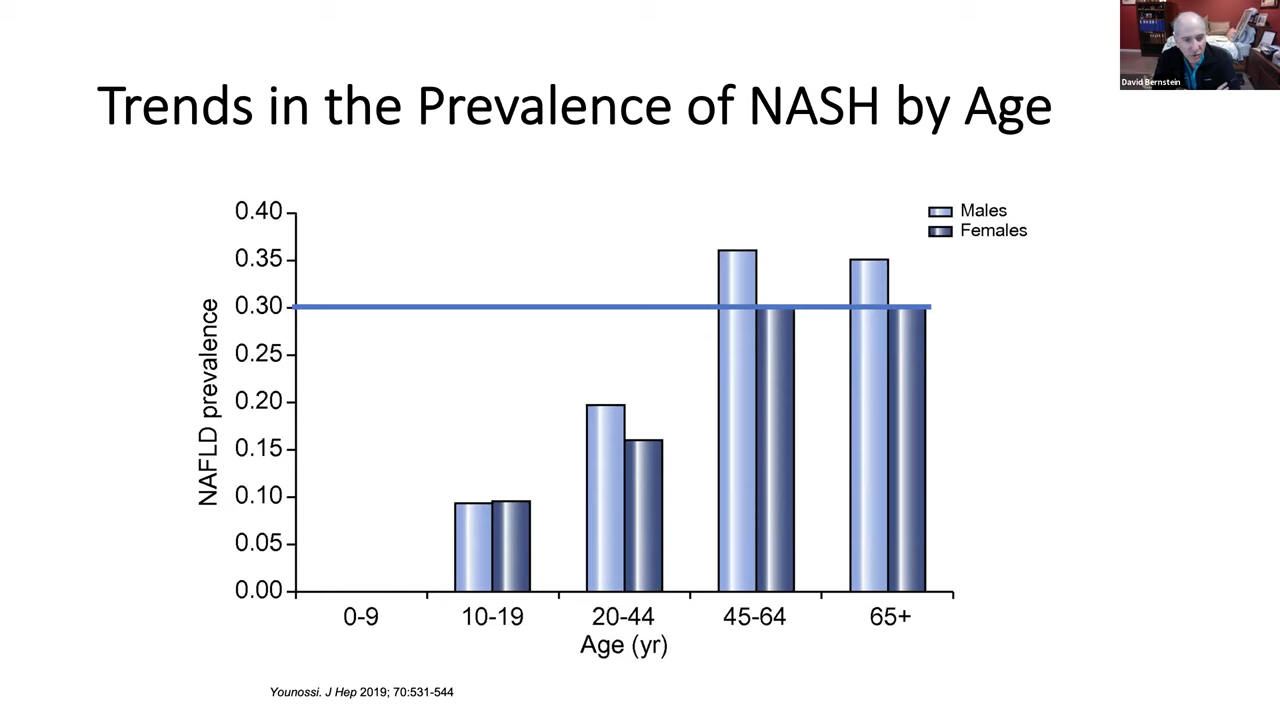 David Bernstein
Trends in the Prevalence of NASH by Age
Males
Females
NAFLD prevalence
0.40
0.35
0.30
0.25
0.20
0.15
0.10
0.05
0.00
0-9
10-19
20-44
45-64
65+
Age (yr)
Younossi. J Hep 2019; 70:531-544